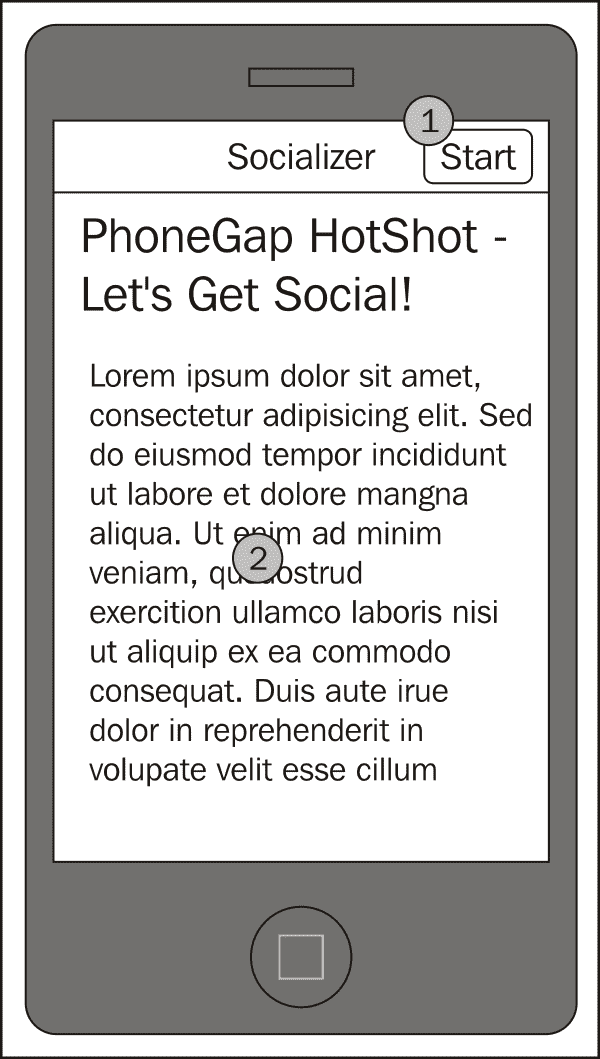 1
Socializer Start
PhoneGap HotShot -
Let's Get Social!
Lorem ipsum dolor sit amet,
consectetur adipisicing elit. Sed
do eiusmod tempor incididunt
ut labore et dolore mangna
aliqua. Ut enim ad minim
2
veniam, ostrud
exercition ullamco laboris nisi
ut aliquip ex ea commodo
consequat. Duis aute irue
dolor in reprehenderit in
volupate velit esse cillum